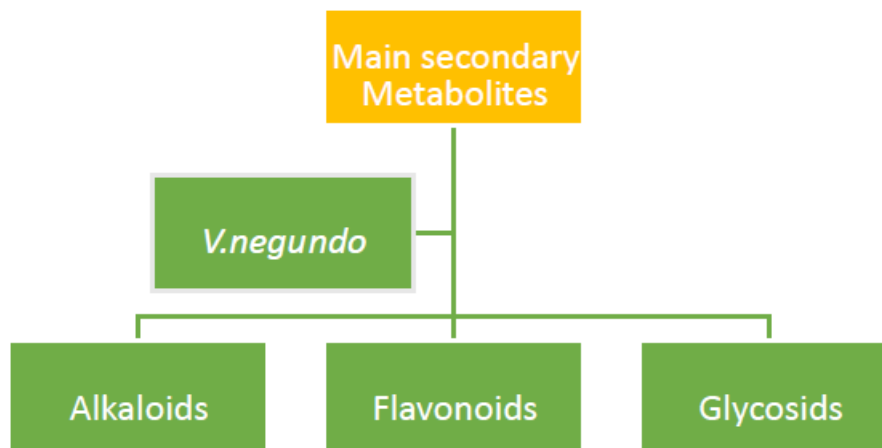 Main secondary
Metabolites
V.negundo
Alkaloids
Flavonoids
Glycosids